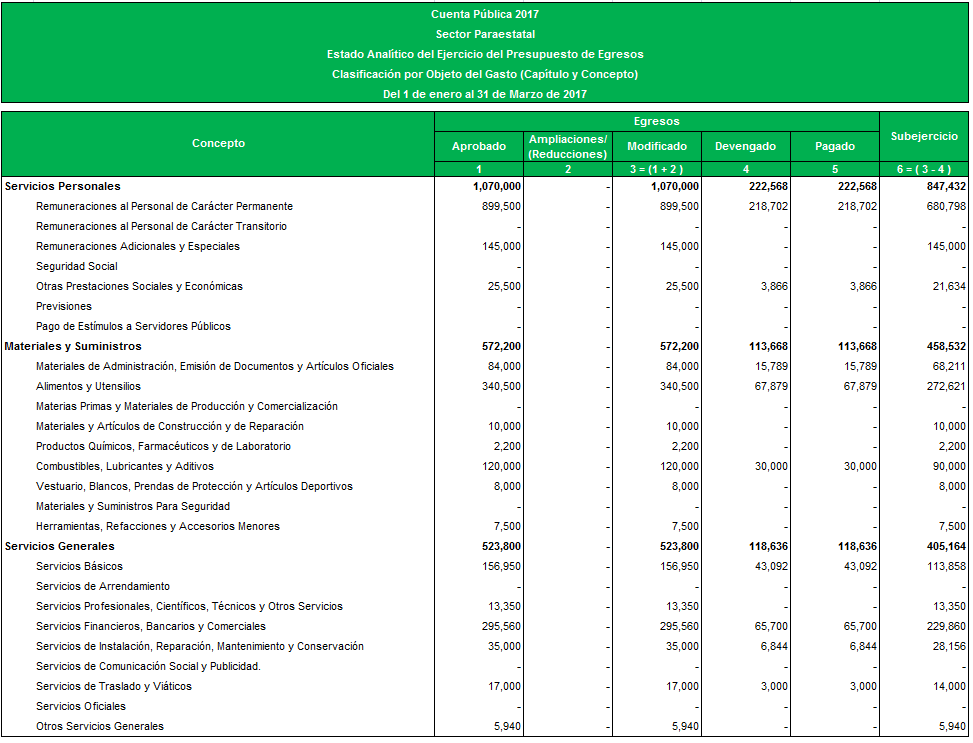 Cuenta Pública 2017
Sector Paraestatal
Estado Analítico del Ejercicio del Presupuesto de Egresos
Clasificación por Objeto del Gasto (Capítulo y Concepto)
Del 1 de enero al 31 de Marzo de 2017
Concepto
Egresos
Subejercicio
Aprobado Ampliaciones/ (Reducciones) Modificado Devengado Pagado
1 2 3 = (1 + 2 ) 4 5 6 = ( 3 - 4 )
Servicios Personales 1,070,000 - 1,070,000 222,568 222,568 847,432
Remuneraciones al Personal de Carácter Permanente 899,500 - 899,500 218,702 218,702 680,798
Remuneraciones al Personal de Carácter Transitorio - - - - - -
Remuneraciones Adicionales y Especiales 145,000 - 145,000 - - 145,000
Seguridad Social - - - - - -
Otras Prestaciones Sociales y Económicas 25,500 - 25,500 3,866 3,866 21,634
Previsiones - - - - - -
Pago de Estímulos a Servidores Públicos - - - - - -
Materiales y Suministros 572,200 - 572,200 113,668 113,668 458,532
Materiales de Administración, Emisión de Documentos y Artículos Oficiales 84,000 - 84,000 15,789 15,789 68,211
Alimentos y Utensilios 340,500 - 340,500 67,879 67,879 272,621
Materias Primas y Materiales de Producción y Comercialización - - - - - -
Materiales y Artículos de Construcción y de Reparación 10,000 - 10,000 - - 10,000
Productos Químicos, Farmacéuticos y de Laboratorio 2,200 - 2,200 - - 2,200
Combustibles, Lubricantes y Aditivos 120,000 - 120,000 30,000 30,000 90,000
Vestuario, Blancos, Prendas de Protección y Artículos Deportivos 8,000 - 8,000 - - 8,000
Materiales y Suministros Para Seguridad - - - - - -
Herramientas, Refacciones y Accesorios Menores 7,500 - 7,500 - - 7,500
Servicios Generales 523,800 - 523,800 118,636 118,636 405,164
Servicios Básicos 156,950 - 156,950 43,092 43,092 113,858
Servicios de Arrendamiento - - - - - -
Servicios Profesionales, Científicos, Técnicos y Otros Servicios 13,350 - 13,350 - - 13,350
Servicios Financieros, Bancarios y Comerciales 295,560 - 295,560 65,700 65,700 229,860
Servicios de Instalación, Reparación, Mantenimiento y Conservación 35,000 - 35,000 6,844 6,844 28,156
Servicios de Comunicación Social y Publicidad. - - - - - -
Servicios de Traslado y Viáticos 17,000 - 17,000 3,000 3,000 14,000
Servicios Oficiales - - - - - -
Otros Servicios Generales 5,940 - 5,940 - - 5,940